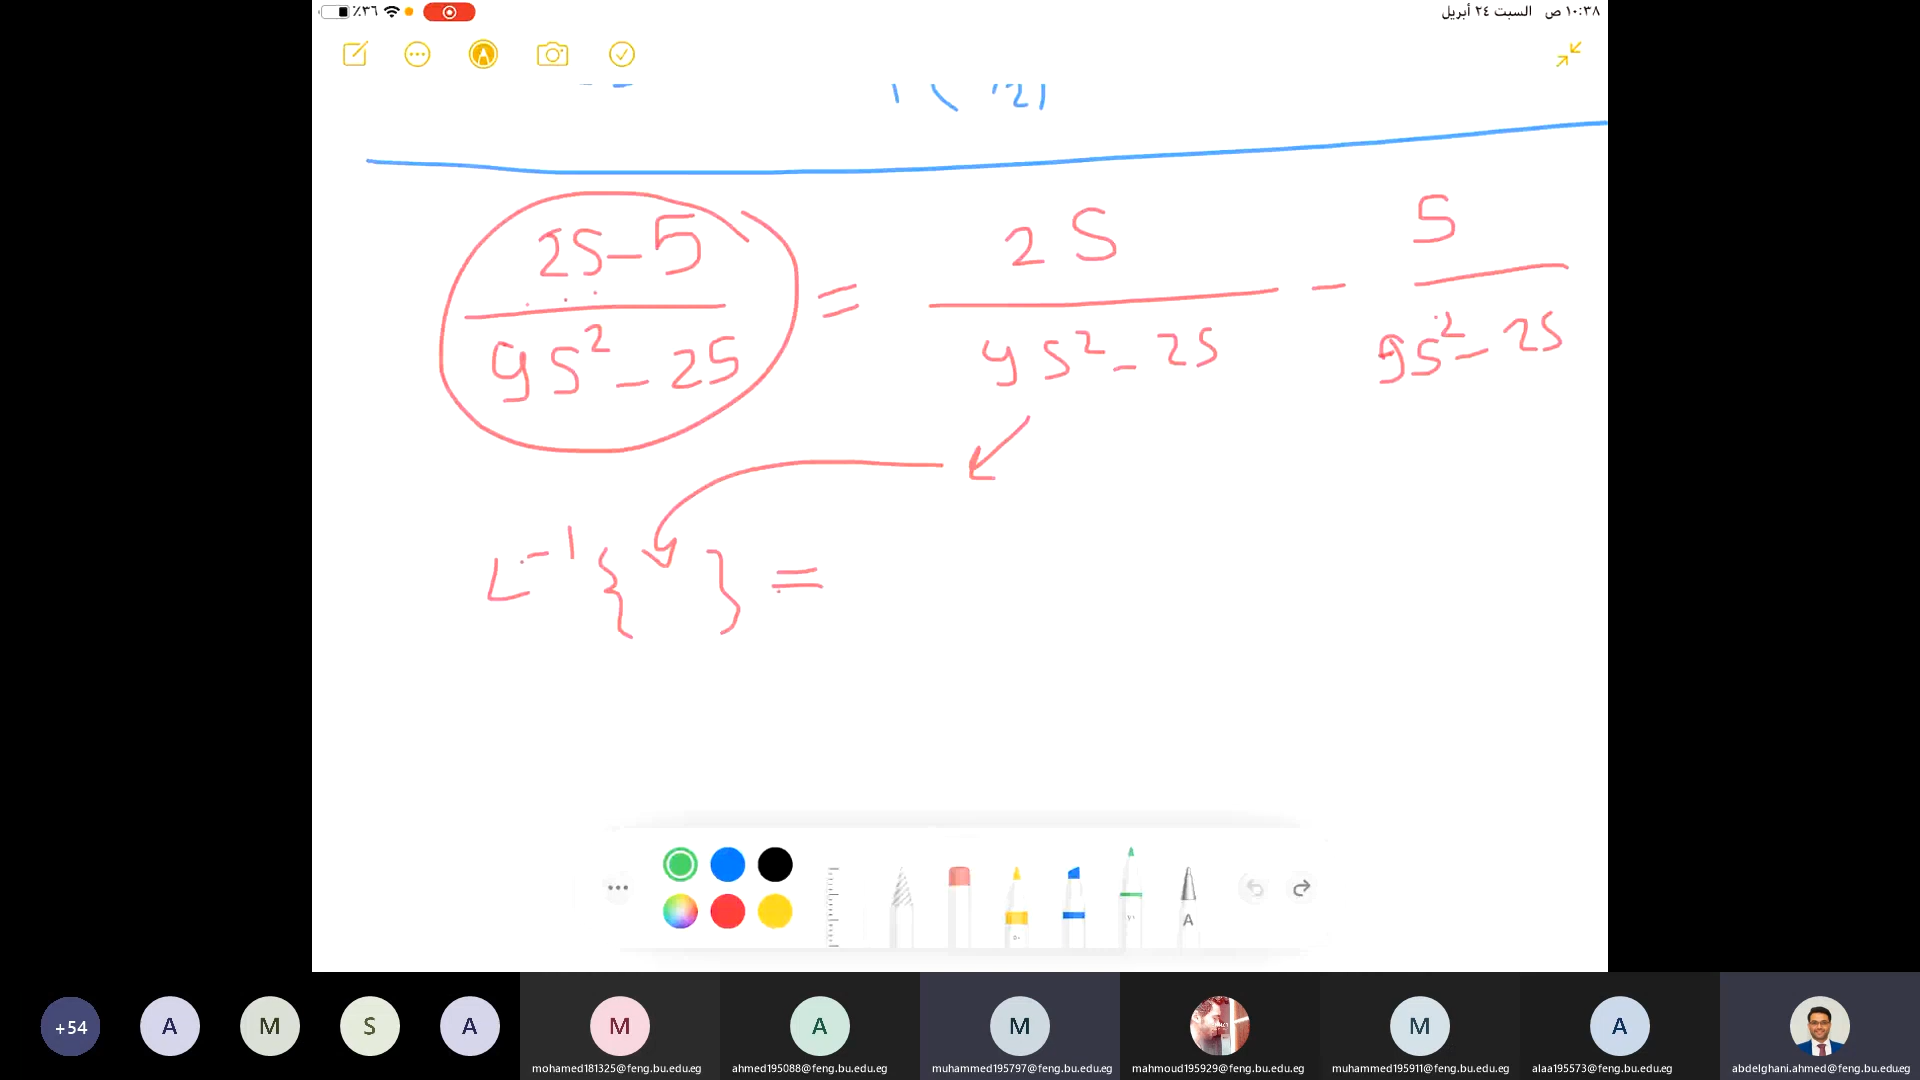 ٪٣٦
١٠:٣٨ ص السبت ٢٤ أبريل
2S-5 / 9S² - 25 = 2S / 9S² - 25 - 5 / 9S² - 25
L⁻¹{ } =
A
+54
A
M
S
A
M
A
M
M
A
mohamed181325@feng.bu.edu.eg
ahmed195088@feng.bu.edu.eg
muhammed195797@feng.bu.edu.eg
mahmoud195929@feng.bu.edu.eg
muhammed195911@feng.bu.edu.eg
alaa195573@feng.bu.edu.eg
abdelghani.ahmed@feng.bu.edu.eg